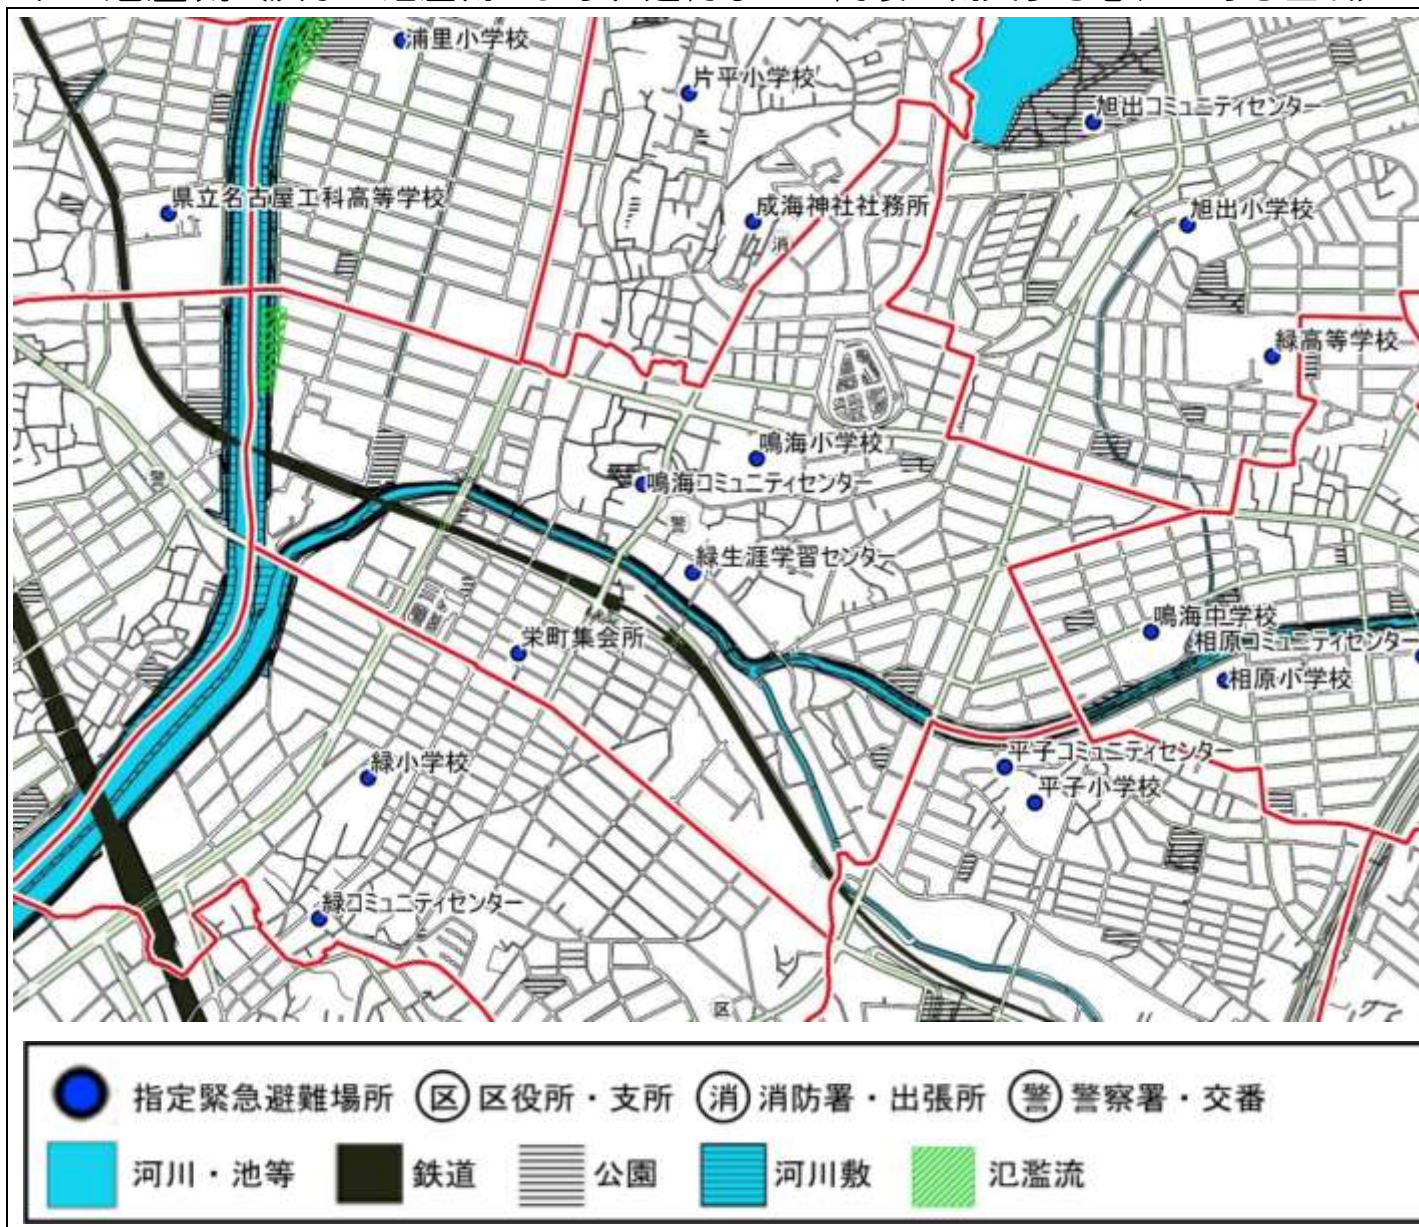 浦里小学校
片平小学校
旭出コミュニティセンター
県立名古屋工科高等学校
成海神社社務所
消
旭出小学校
緑高等学校
鳴海小学校
警
鳴海コミュニティセンター
警
緑生涯学習センター
栄町集会所
鳴海中学校
相原コミュニティセンター
相原小学校
平子コミュニティセンター
緑小学校
平子小学校
緑コミュニティセンター
区
指定緊急避難場所 区 区役所・支所 消 消防署・出張所 警 警察署・交番
河川・池等 鉄道 公園 河川敷 氾濫流